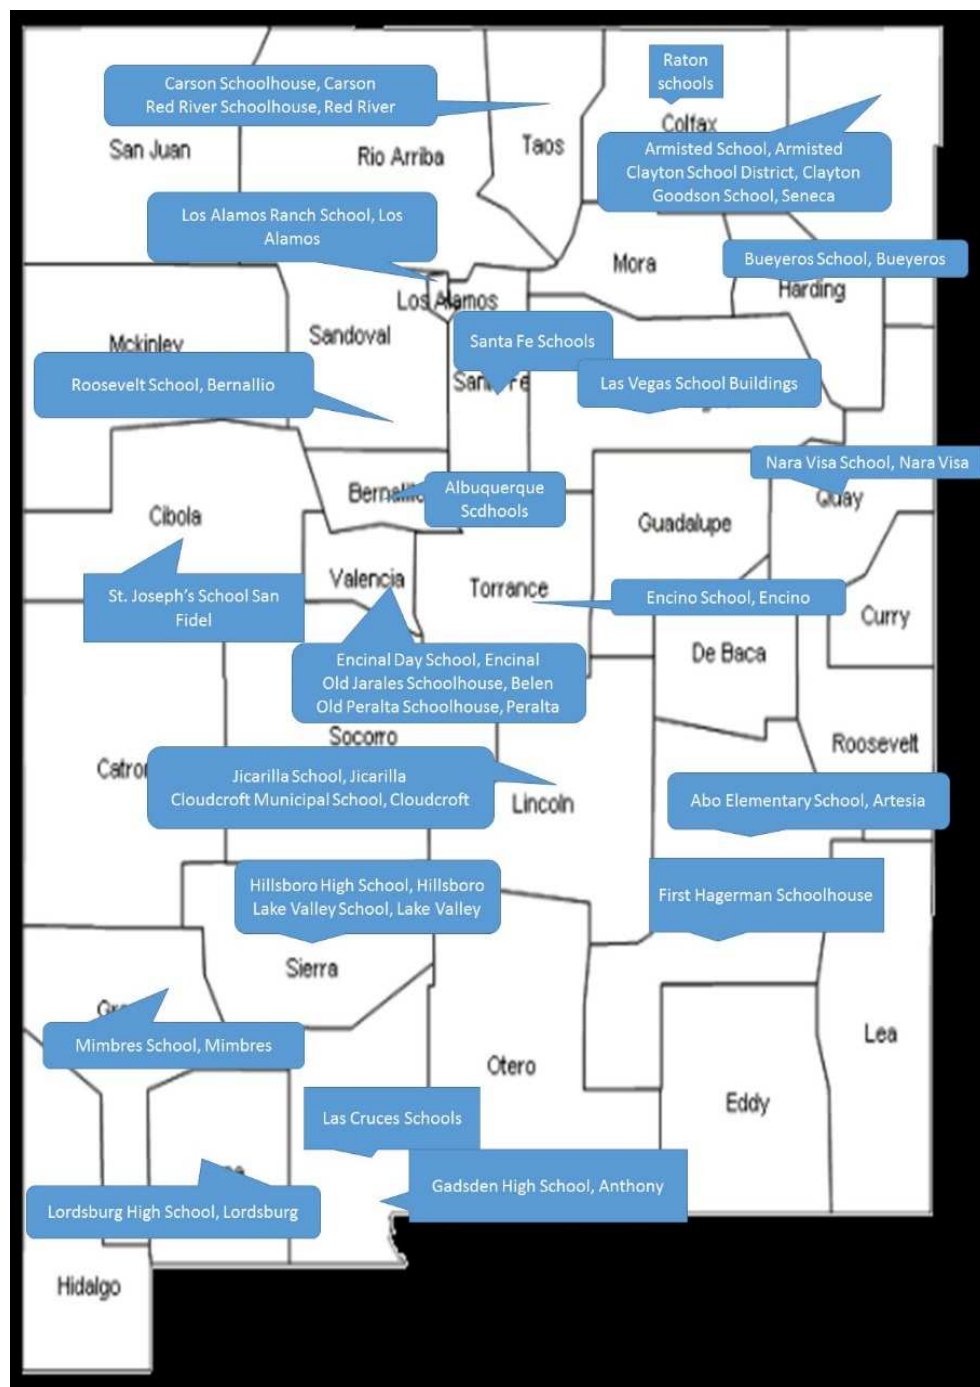 Raton
schools
Carson Schoolhouse, Carson
Red River Schoolhouse, Red River
San Juan
Rio Arriba
Taos
Colfax
Armisted School, Armisted
Clayton School District, Clayton
Goodson School, Seneca
Los Alamos Ranch School, Los
Alamos
Mora
Bueyeros School, Bueyeros
Harding
Los Alamos
Sandoval
Mckinley
Santa Fe Schools
Santa Fe
Roosevelt School, Bernallio
Las Vegas School Buildings
Nara Visa School, Nara Visa
Quay
Albuquerque
Scdhools
Cibola
Guadalupe
Valencia
Torrance
St. Joseph's School San
Fidel
Encino School, Encino
Curry
De Baca
Encinal Day School, Encinal
Old Jarales Schoolhouse, Belen
Old Peralta Schoolhouse, Peralta
Socorro
Roosevelt
Jicarilla School, Jicarilla
Cloudcroft Municipal School, Cloudcroft
Lincoln
Abo Elementary School, Artesia
Hillsboro High School, Hillsboro
Lake Valley School, Lake Valley
First Hagerman Schoolhouse
Sierra
Mimbres School, Mimbres
Lea
Otero
Eddy
Las Cruces Schools
Gadsden High School, Anthony
Lordsburg High School, Lordsburg
Hidalgo